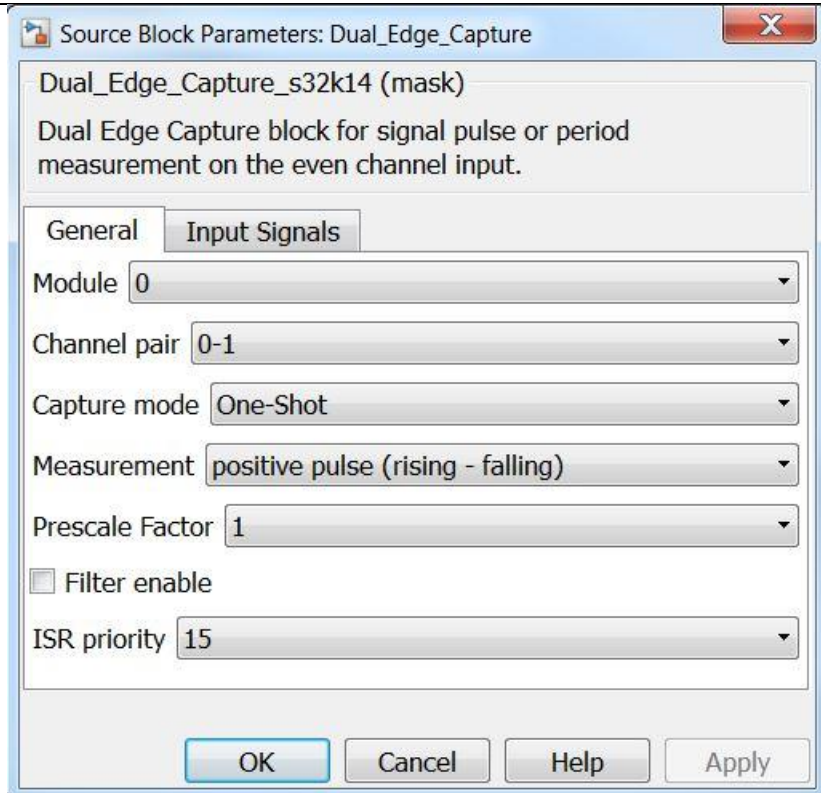 Source Block Parameters: Dual_Edge_Capture
X
Dual_Edge_Capture_s32k14 (mask)
Dual Edge Capture block for signal pulse or period
measurement on the even channel input.
General Input Signals
Module 0
Channel pair 0-1
Capture mode One-Shot
Measurement positive pulse (rising - falling)
Prescale Factor 1
Filter enable
ISR priority 15
OK Cancel Help Apply